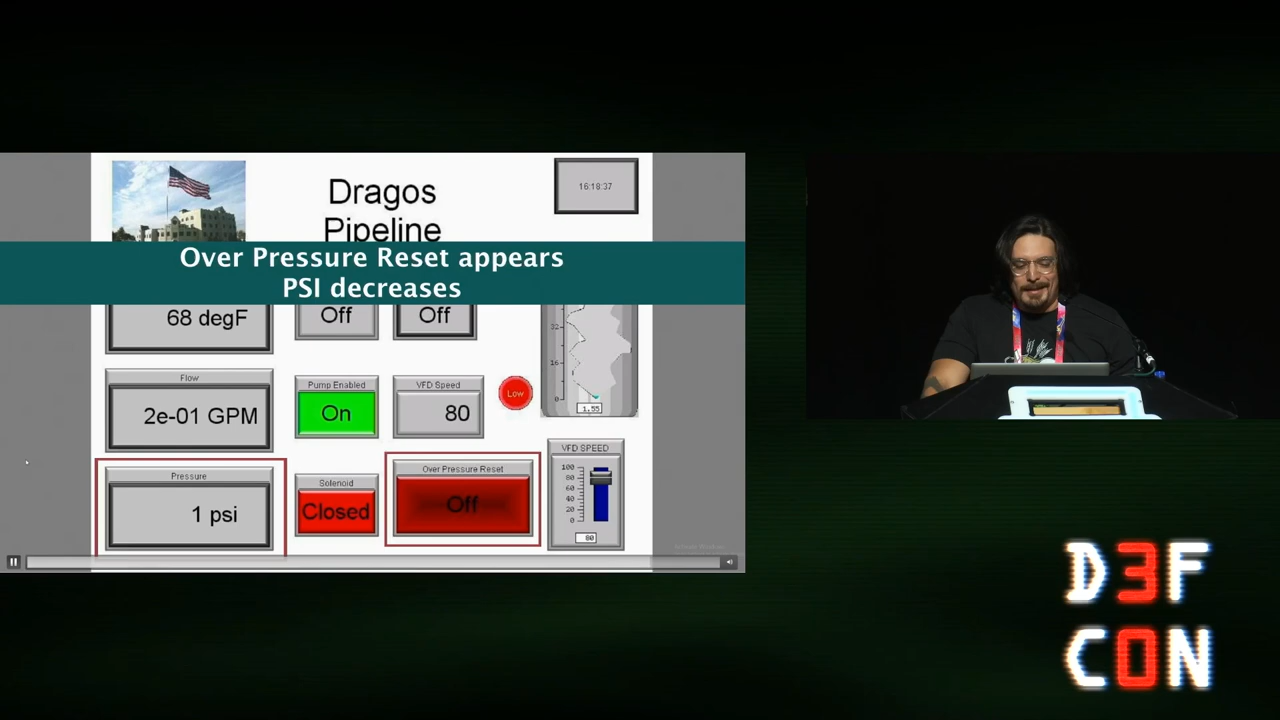 Dragos
Pipeline
16:18:37
Over Pressure Reset appears
PSI decreases
68 degF
Off
Off
32
16
0
1.55
Flow
2e-01 GPM
Pump Enabled
On
VFD Speed
80
Low
Pressure
1 psi
Solenoid
Closed
Over Pressure Reset
Off
VFD SPEED
100
80
60
40
20
0
80
D3F
C0N